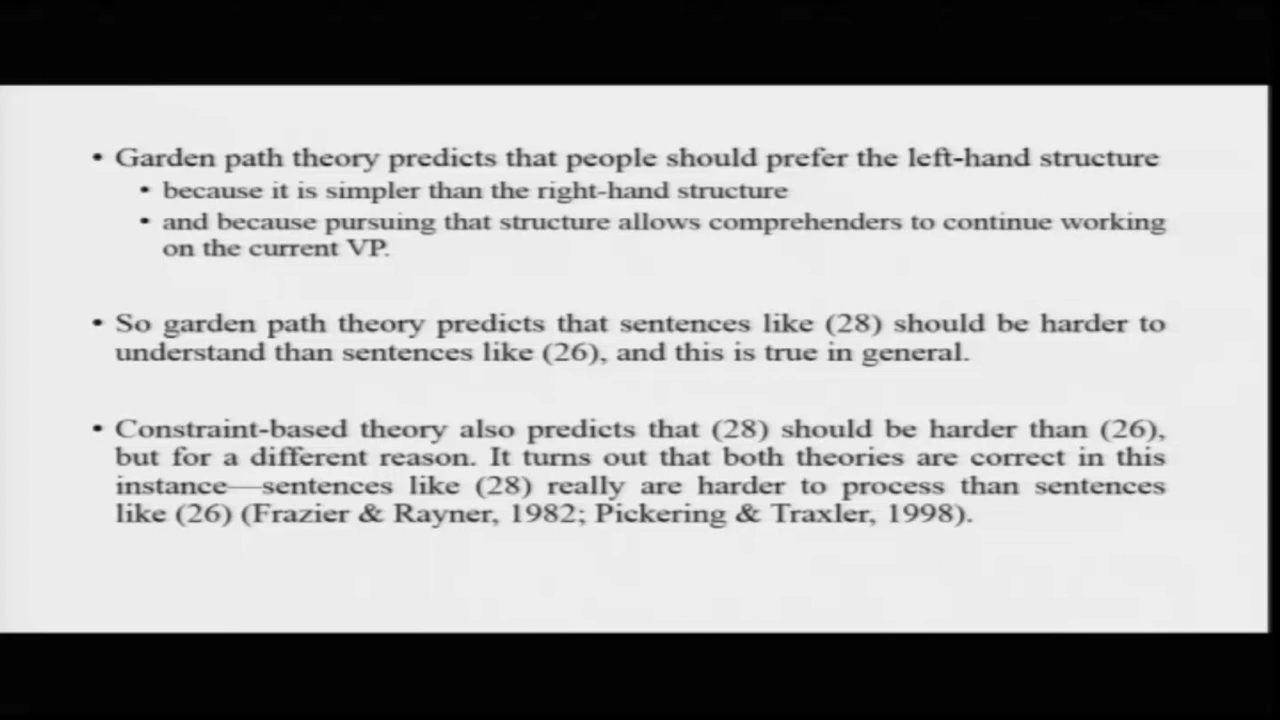 • Garden path theory predicts that people should prefer the left-hand structure
• because it is simpler than the right-hand structure
• and because pursuing that structure allows comprehenders to continue working
on the current VP.
• So garden path theory predicts that sentences like (28) should be harder to
understand than sentences like (26), and this is true in general.
• Constraint-based theory also predicts that (28) should be harder than (26),
but for a different reason. It turns out that both theories are correct in this
instance—sentences like (28) really are harder to process than sentences
like (26) (Frazier & Rayner, 1982; Pickering & Traxler, 1998).